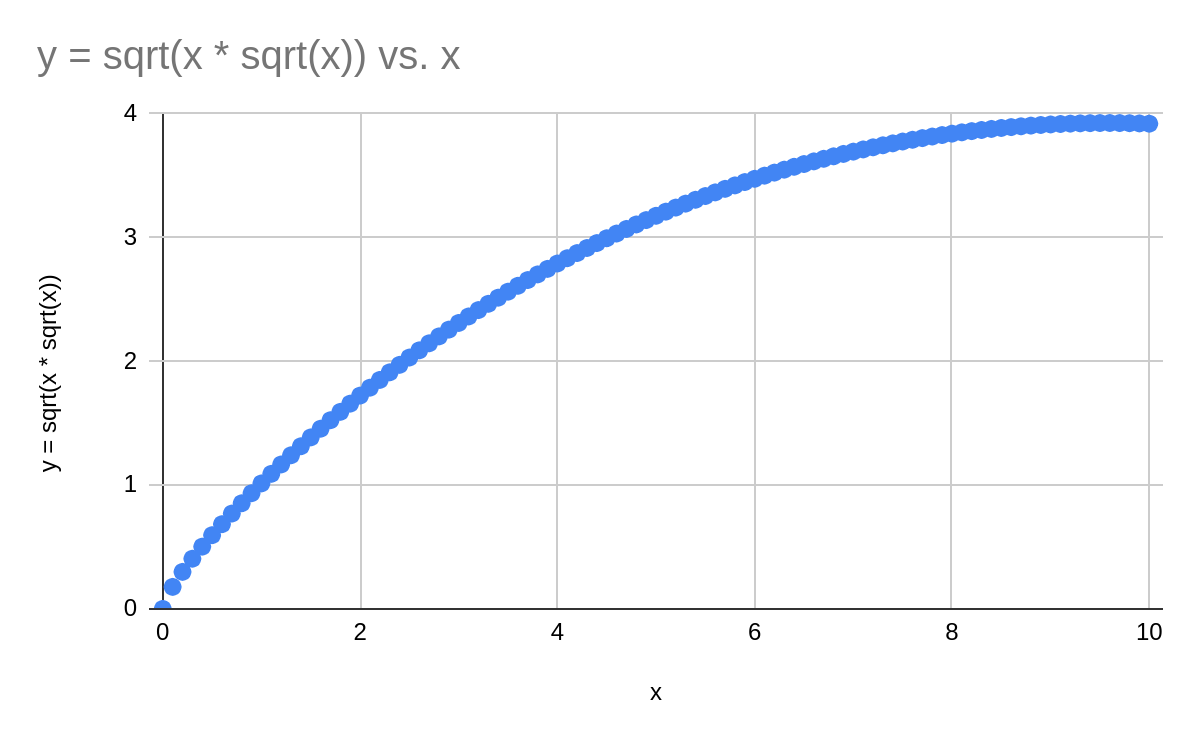 y = sqrt(x * sqrt(x)) vs. x
y = sqrt(x * sqrt(x))
4
3
2
1
0
0 2 4 6 8 10
x